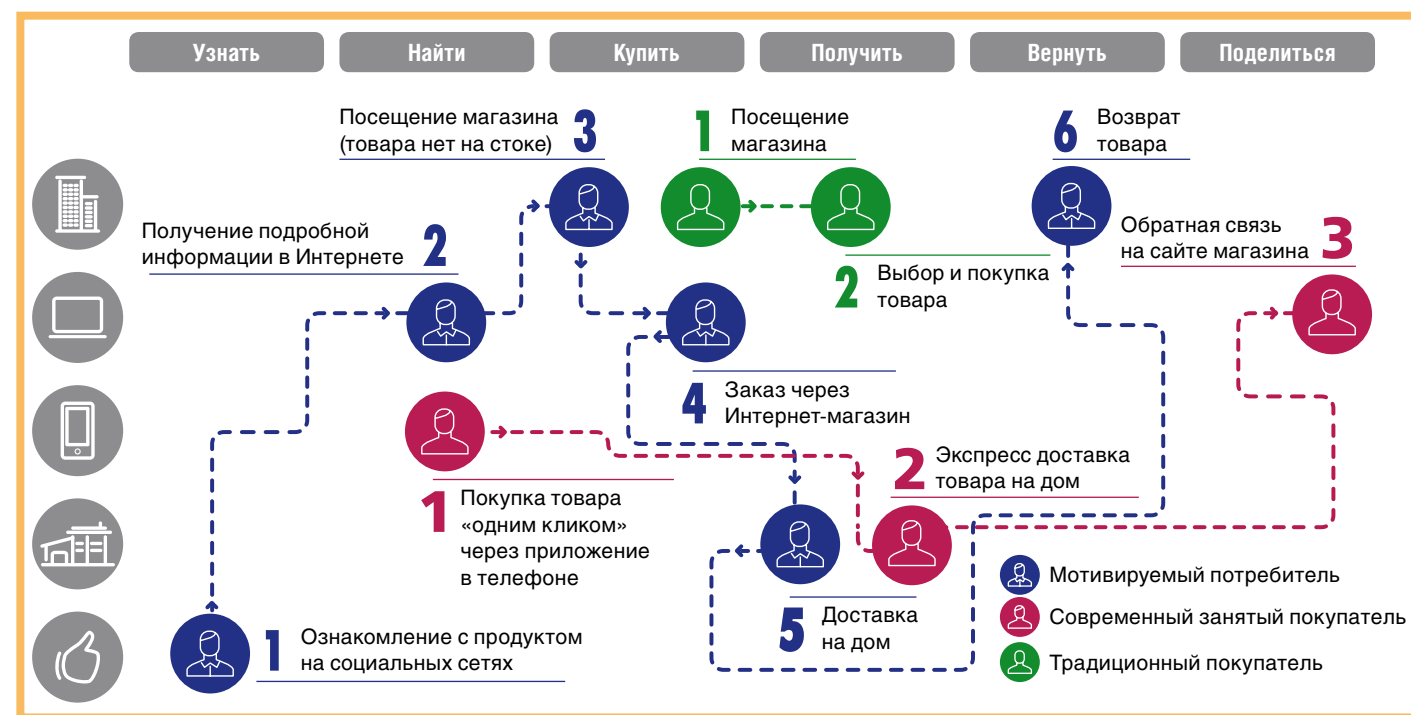 Узнать
Найти
Купить
Получить
Вернуть
Поделиться
Посещение магазина
(товара нет на стоке)
3
1
Посещение
магазина
6
Возврат
товара
Получение подробной
информации в Интернете
2
Обратная связь
на сайте магазина
3
2
Выбор и покупка
товара
4
Заказ через
Интернет-магазин
1
Покупка товара
«одним кликом»
через приложение
в телефоне
2
Экспресс доставка
товара на дом
5
Доставка
на дом
1
Ознакомление с продуктом
на социальных сетях
Мотивируемый потребитель
Современный занятый покупатель
Традиционный покупатель